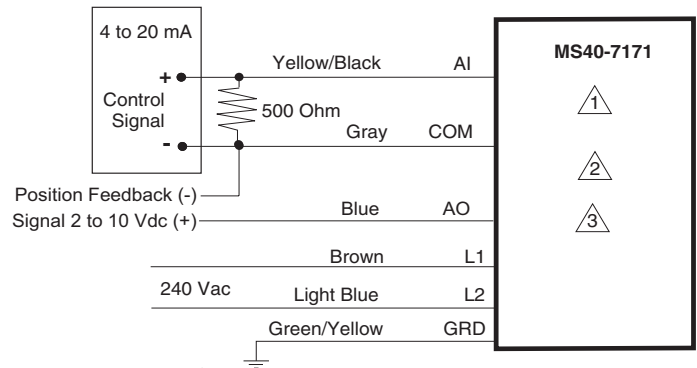 4 to 20 mA
MS40-7171
Yellow/Black AI
+
Control
Signal
500 Ohm
1
-
Gray COM
2
Position Feedback (-)
Signal 2 to 10 Vdc (+)
Blue AO
3
Brown L1
240 Vac
Light Blue L2
Green/Yellow GRD